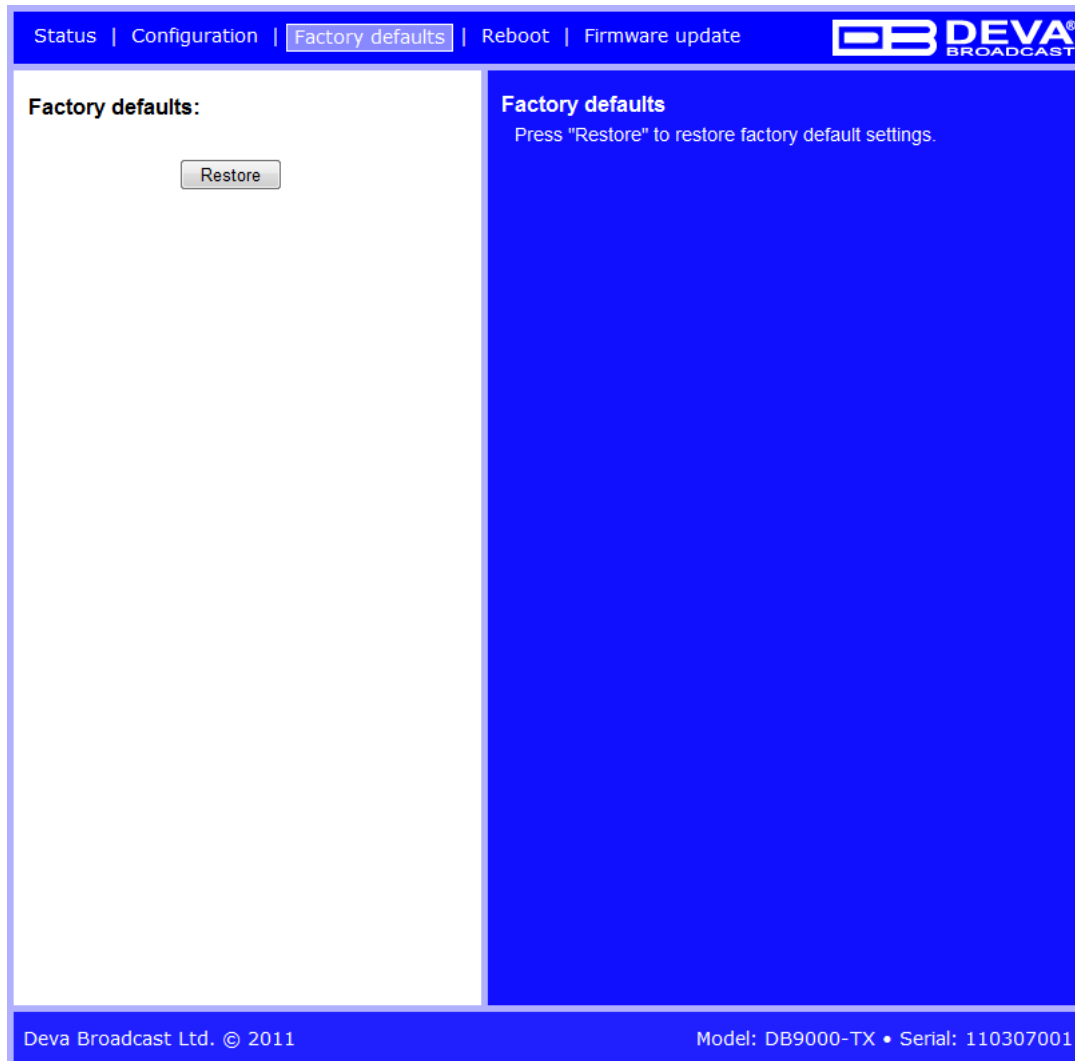 Status | Configuration | Factory defaults | Reboot | Firmware update
DEVA®
BROADCAST
Factory defaults:
Restore
Factory defaults
Press "Restore" to restore factory default settings.
Deva Broadcast Ltd. © 2011
Model: DB9000-TX • Serial: 110307001